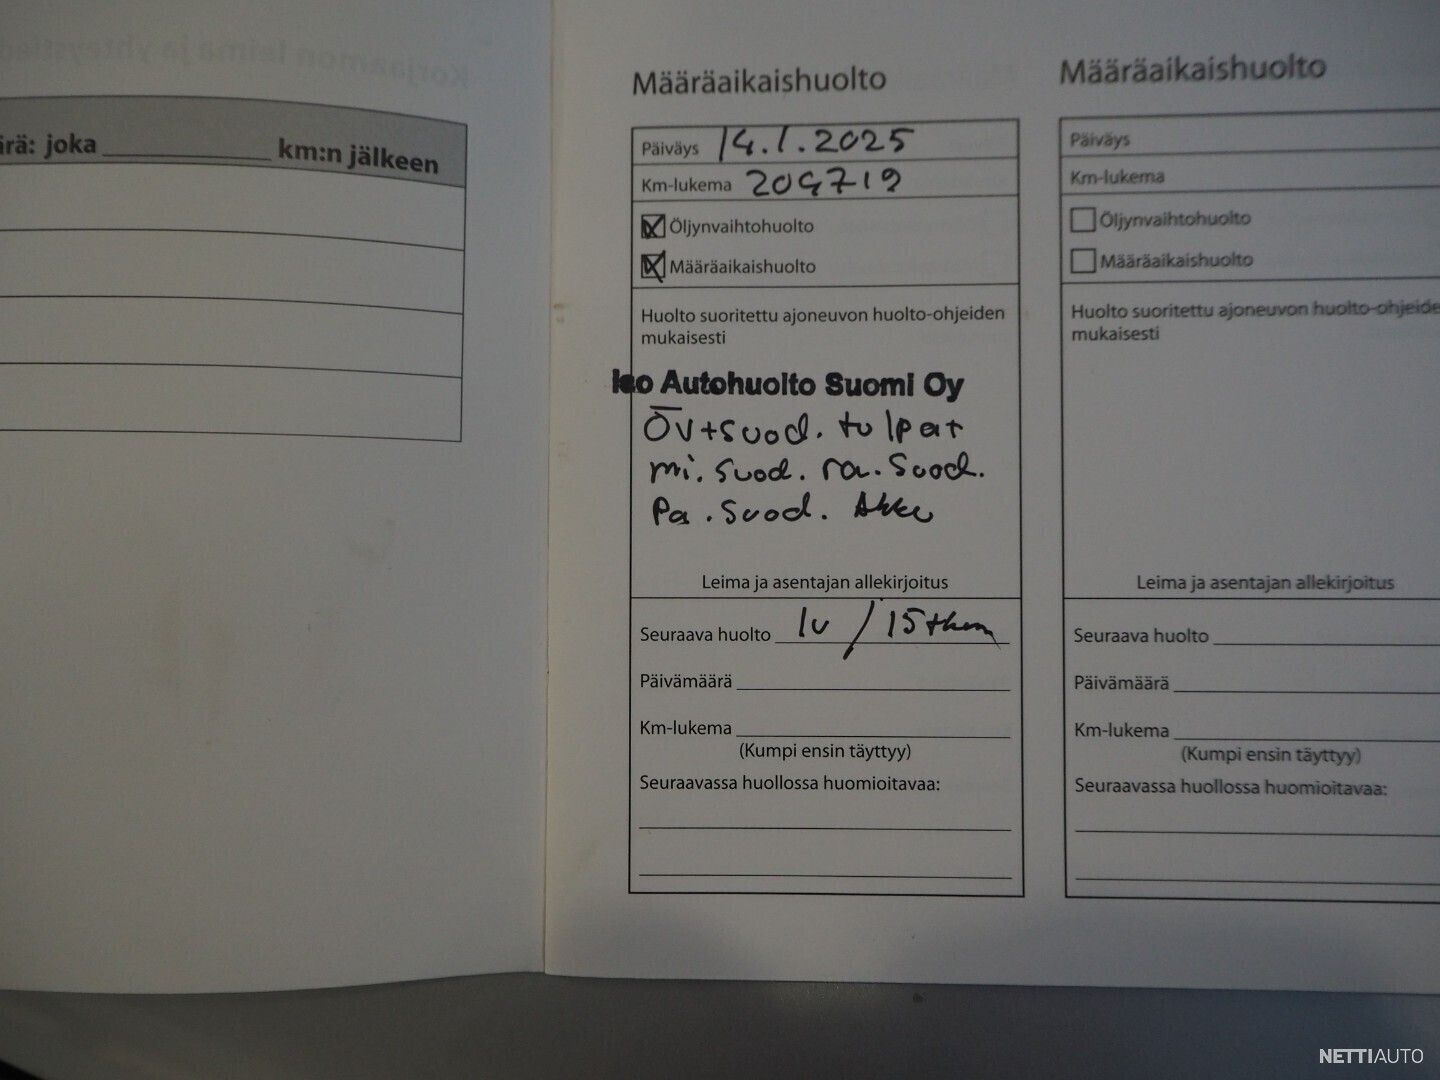 ärä: joka ____________ km:n jälkeen
Määräaikaishuolto
Päiväys 14.1.2025
Km-lukema 204719
Öljynvaihtohuolto
Määräaikaishuolto
Huolto suoritettu ajoneuvon huolto-ohjeiden
mukaisesti
Autohuolto Suomi Oy
Öv+suod. tulpat
mi. suod. ra. suod.
Pa. suod. Akku
Leima ja asentajan allekirjoitus
Seuraava huolto 1v / 15tkm
Päivämäärä
Km-lukema
(Kumpi ensin täyttyy)
Seuraavassa huollossa huomioitavaa:
Määräaikaishuolto
Päiväys
Km-lukema
Öljynvaihtohuolto
Määräaikaishuolto
Huolto suoritettu ajoneuvon huolto-ohjeide
mukaisesti
Leima ja asentajan allekirjoitus
Seuraava huolto
Päivämäärä
Km-lukema
(Kumpi ensin täyttyy)
Seuraavassa huollossa huomioitavaa:
NETTIAUTO